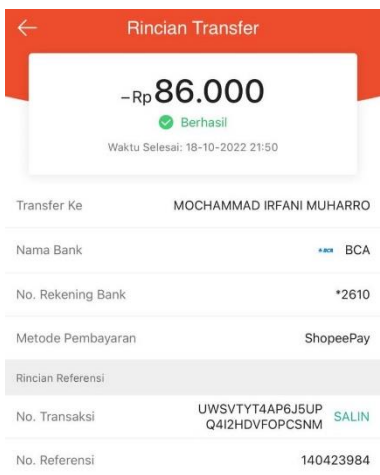 Rincian Transfer
-Rp86.000
Berhasil
Waktu Selesai: 18-10-2022 21:50
Transfer Ke MOCHAMMAD IRFANI MUHARRO
Nama Bank BCA BCA
No. Rekening Bank *2610
Metode Pembayaran ShopeePay
Rincian Referensi
No. Transaksi UWSVTYT4AP6J5UP
Q4I2HDVFOPCSNM SALIN
No. Referensi 140423984